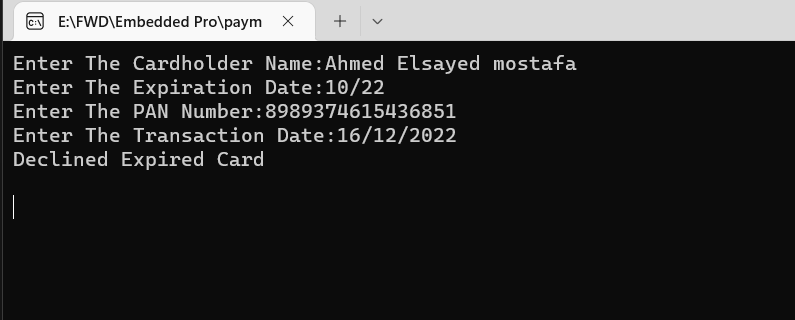 E:\FWD\Embedded Pro\paym
Enter The Cardholder Name:Ahmed Elsayed mostafa
Enter The Expiration Date:10/22
Enter The PAN Number:8989374615436851
Enter The Transaction Date:16/12/2022
Declined Expired Card